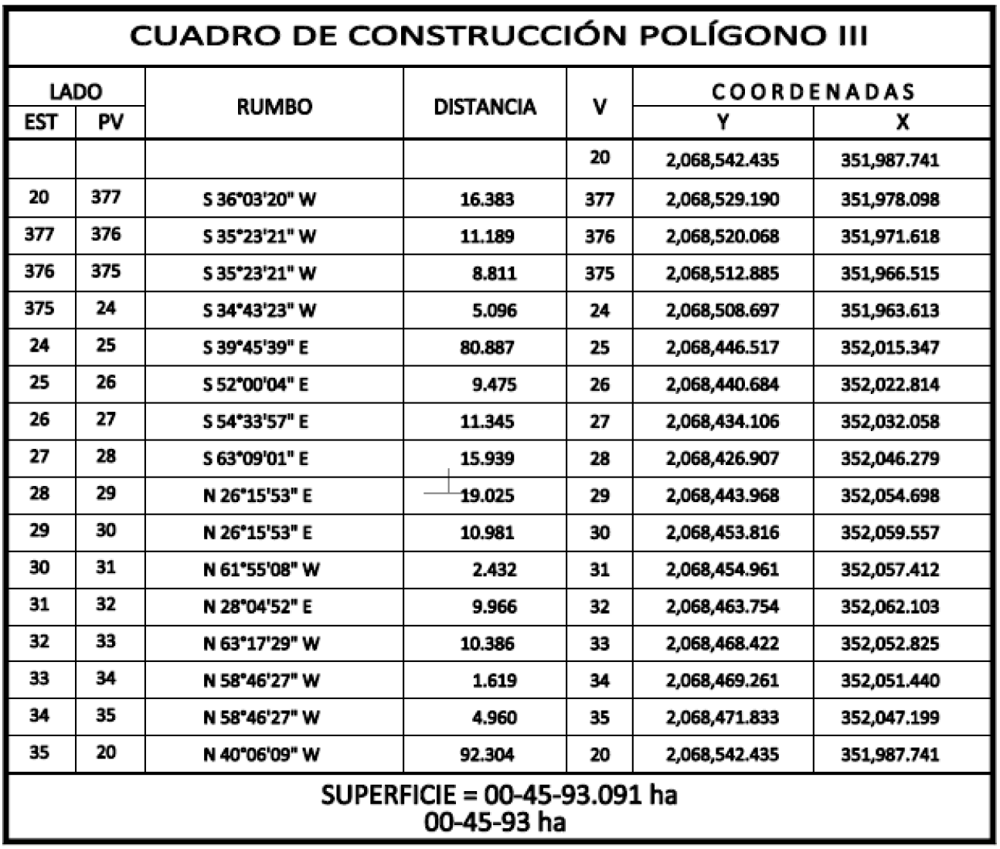 CUADRO DE CONSTRUCCIÓN POLÍGONO III
LADO RUMBO DISTANCIA V COORDENADAS
EST PV Y X
20 2,068,542.435 351,987.741
20 377 S 36°03'20" W 16.383 377 2,068,529.190 351,978.098
377 376 S 35°23'21" W 11.189 376 2,068,520.068 351,971.618
376 375 S 35°23'21" W 8.811 375 2,068,512.885 351,966.515
375 24 S 34°43'23" W 5.096 24 2,068,508.697 351,963.613
24 25 S 39°45'39" E 80.887 25 2,068,446.517 352,015.347
25 26 S 52°00'04" E 9.475 26 2,068,440.684 352,022.814
26 27 S 54°33'57" E 11.345 27 2,068,434.106 352,032.058
27 28 S 63°09'01" E 15.939 28 2,068,426.907 352,046.279
28 29 N 26°15'53" E 19.025 29 2,068,443.968 352,054.698
29 30 N 26°15'53" E 10.981 30 2,068,453.816 352,059.557
30 31 N 61°55'08" W 2.432 31 2,068,454.961 352,057.412
31 32 N 28°04'52" E 9.966 32 2,068,463.754 352,062.103
32 33 N 63°17'29" W 10.386 33 2,068,468.422 352,052.825
33 34 N 58°46'27" W 1.619 34 2,068,469.261 352,051.440
34 35 N 58°46'27" W 4.960 35 2,068,471.833 352,047.199
35 20 N 40°06'09" W 92.304 20 2,068,542.435 351,987.741
SUPERFICIE = 00-45-93.091 ha
00-45-93 ha